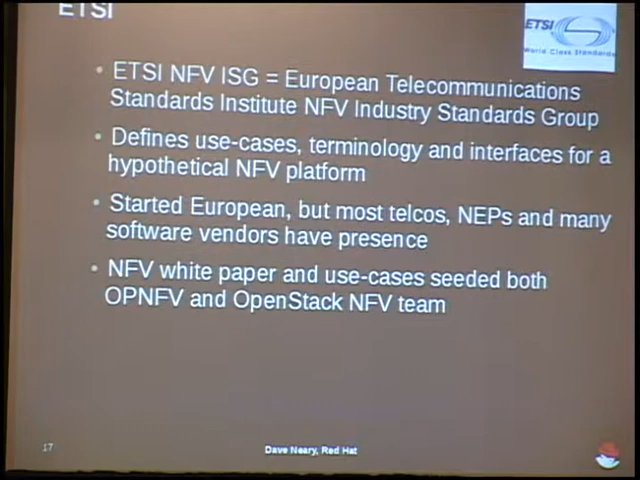 ETSI
ETSI
World Class Standards
• ETSI NFV ISG = European Telecommunications
Standards Institute NFV Industry Standards Group
• Defines use-cases, terminology and interfaces for a
hypothetical NFV platform
• Started European, but most telcos, NEPs and many
software vendors have presence
• NFV white paper and use-cases seeded both
OPNFV and OpenStack NFV team
17
Dave Neary, Red Hat